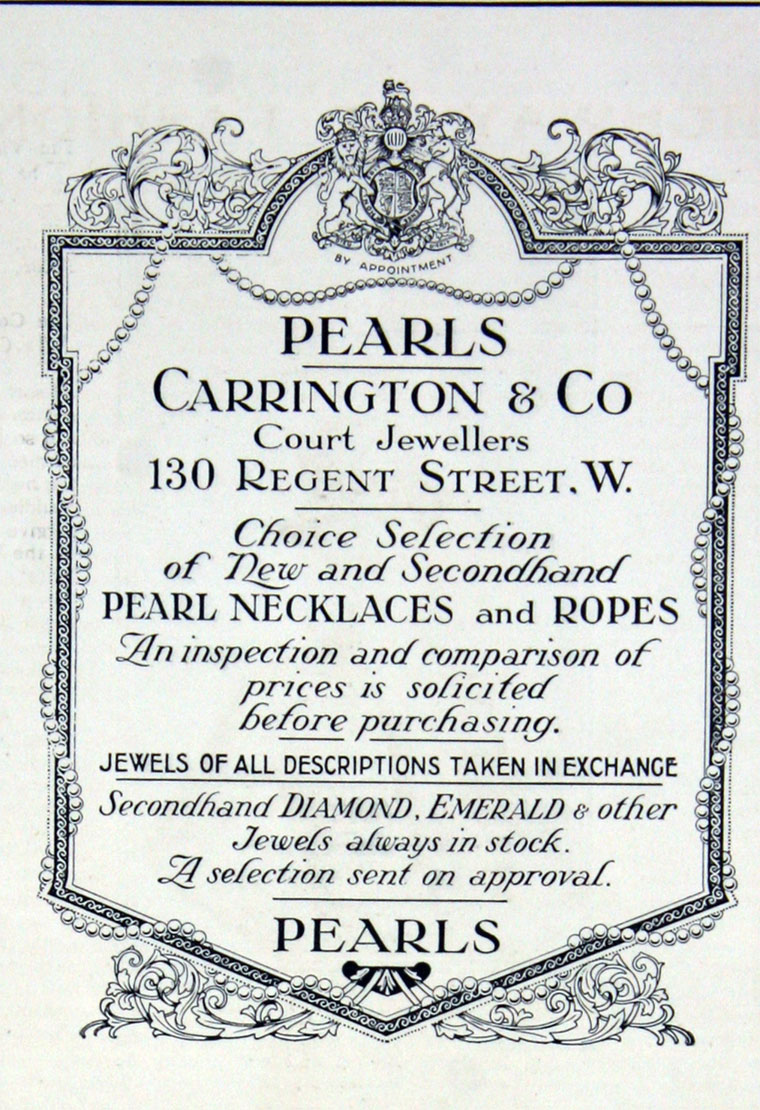 BY APPOINTMENT
PEARLS
CARRINGTON & CO
Court Jewellers
130 REGENT STREET, W.
Choice Selection
of New and Secondhand
PEARL NECKLACES and ROPES
An inspection and comparison of
prices is solicited
before purchasing.
JEWELS OF ALL DESCRIPTIONS TAKEN IN EXCHANGE
Secondhand DIAMOND, EMERALD & other
Jewels always in stock.
A selection sent on approval.
PEARLS